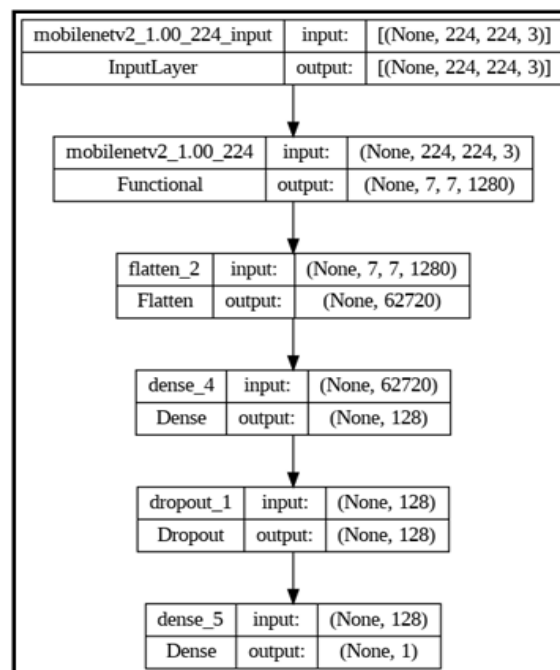 mobilenetv2_1.00_224_input input: [(None, 224, 224, 3)]
InputLayer output: [(None, 224, 224, 3)]
mobilenetv2_1.00_224 input: (None, 224, 224, 3)
Functional output: (None, 7, 7, 1280)
flatten_2 input: (None, 7, 7, 1280)
Flatten output: (None, 62720)
dense_4 input: (None, 62720)
Dense output: (None, 128)
dropout_1 input: (None, 128)
Dropout output: (None, 128)
dense_5 input: (None, 128)
Dense output: (None, 1)